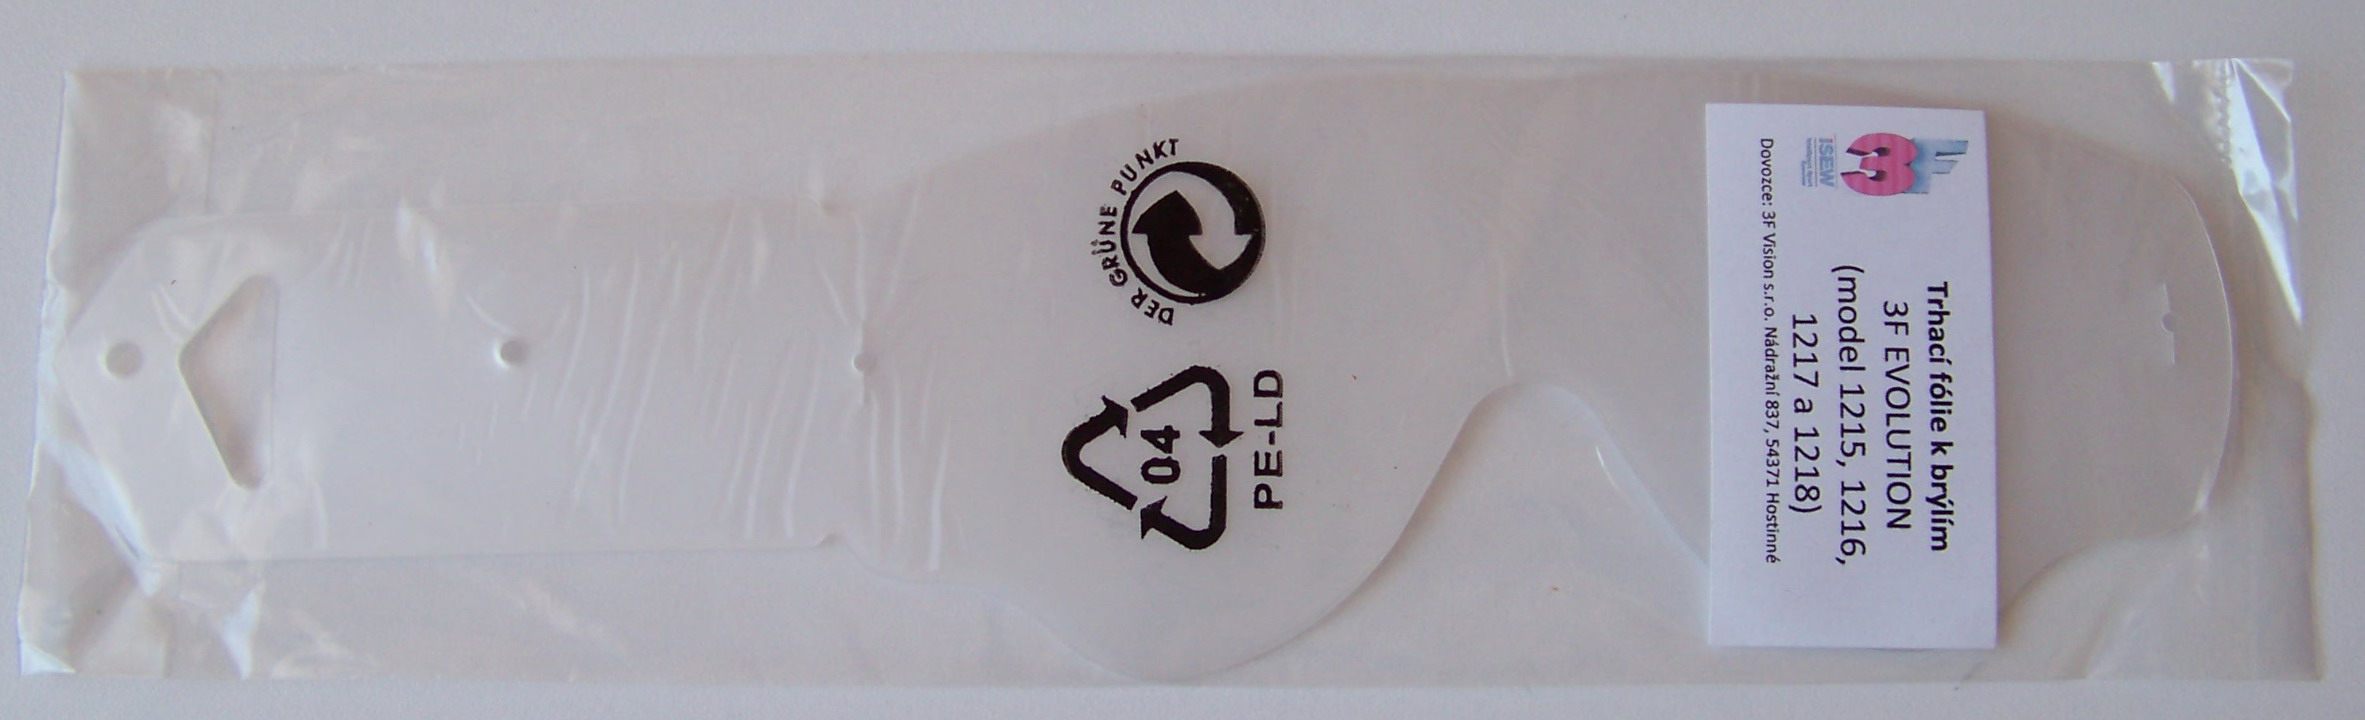 DER GRÜNE PUNKT
04
PE-LD
ISEW
Trhací fólie k brýlím
3F EVOLUTION
(model 1215, 1216,
1217 a 1218)
Dovozce: 3F Vision s.r.o. Nádražní 837, 54371 Hostinné